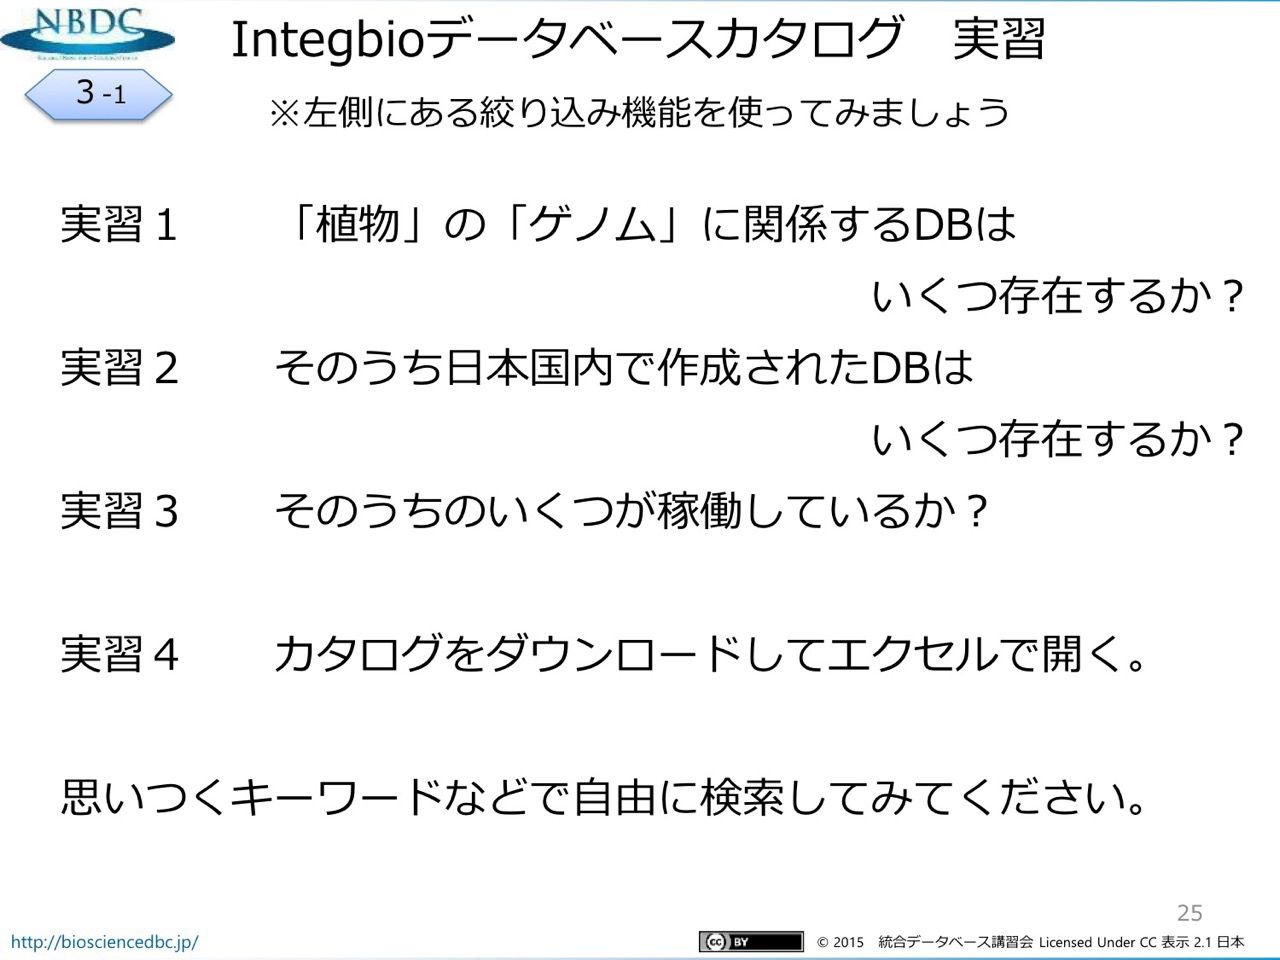 NBDC
Integbioデータベースカタログ　実習
3 -1
※左側にある絞り込み機能を使ってみましょう
実習１　「植物」の「ゲノム」に関係するDBは
いくつ存在するか？
実習２　そのうち日本国内で作成されたDBは
いくつ存在するか？
実習３　そのうちのいくつが稼働しているか？
実習４　カタログをダウンロードしてエクセルで開く。
思いつくキーワードなどで自由に検索してみてください。
25
http://biosciencedbc.jp/
cc BY © 2015　統合データベース講習会 Licensed Under CC 表示 2.1 日本